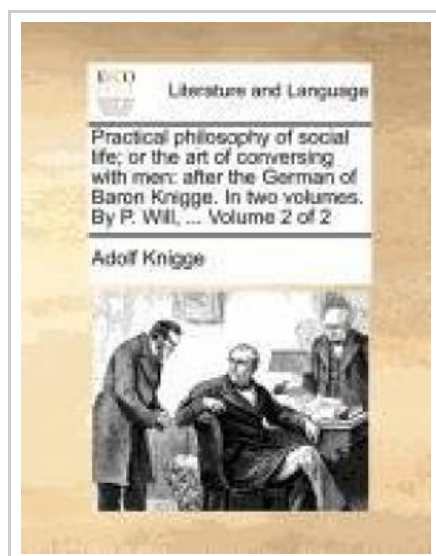 ECCO
Literature and Language
Practical philosophy of social
life; or the art of conversing
with men: after the German of
Baron Knigge. In two volumes.
By P. Will, ... Volume 2 of 2
Adolf Knigge